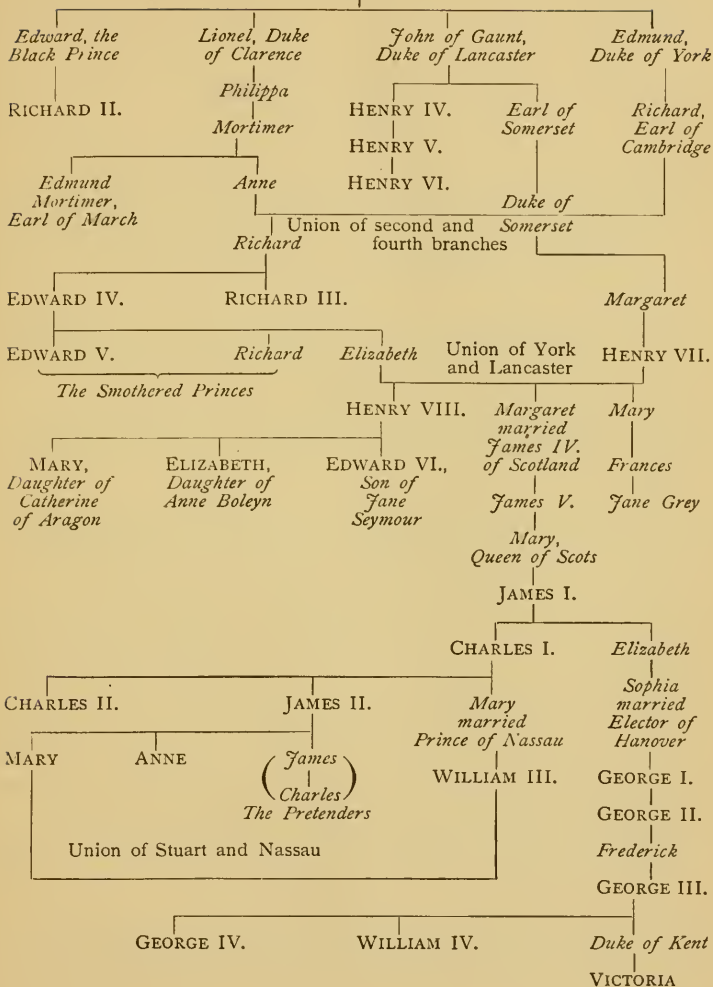 Edward, the Lionel, Duke John of Gaunt, Edmund,
Black Prince of Clarence Duke of Lancaster Duke of York
Philippa
RICHARD II. HENRY IV. Earl of Richard,
Mortimer Somerset Earl of
HENRY V. Cambridge
Edmund Anne HENRY VI.
Mortimer,
Earl of March Duke of
Union of second and Somerset
Richard fourth branches
EDWARD IV. RICHARD III. Margaret
EDWARD V. Richard Elizabeth Union of York HENRY VII.
and Lancaster
The Smothered Princes
HENRY VIII. Margaret Mary
married
James IV.
MARY, ELIZABETH, EDWARD VI., of Scotland Frances
Daughter of Daughter of Son of
Catherine Anne Boleyn Jane James V. Jane Grey
of Aragon Seymour
Mary,
Queen of Scots
JAMES I.
CHARLES I. Elizabeth
Sophia
CHARLES II. JAMES II. Mary married
married Elector of
Prince of Nassau Hanover
MARY ANNE James WILLIAM III. GEORGE I.
Charles
The Pretenders GEORGE II.
Union of Stuart and Nassau Frederick
GEORGE III.
GEORGE IV. WILLIAM IV. Duke of Kent
VICTORIA